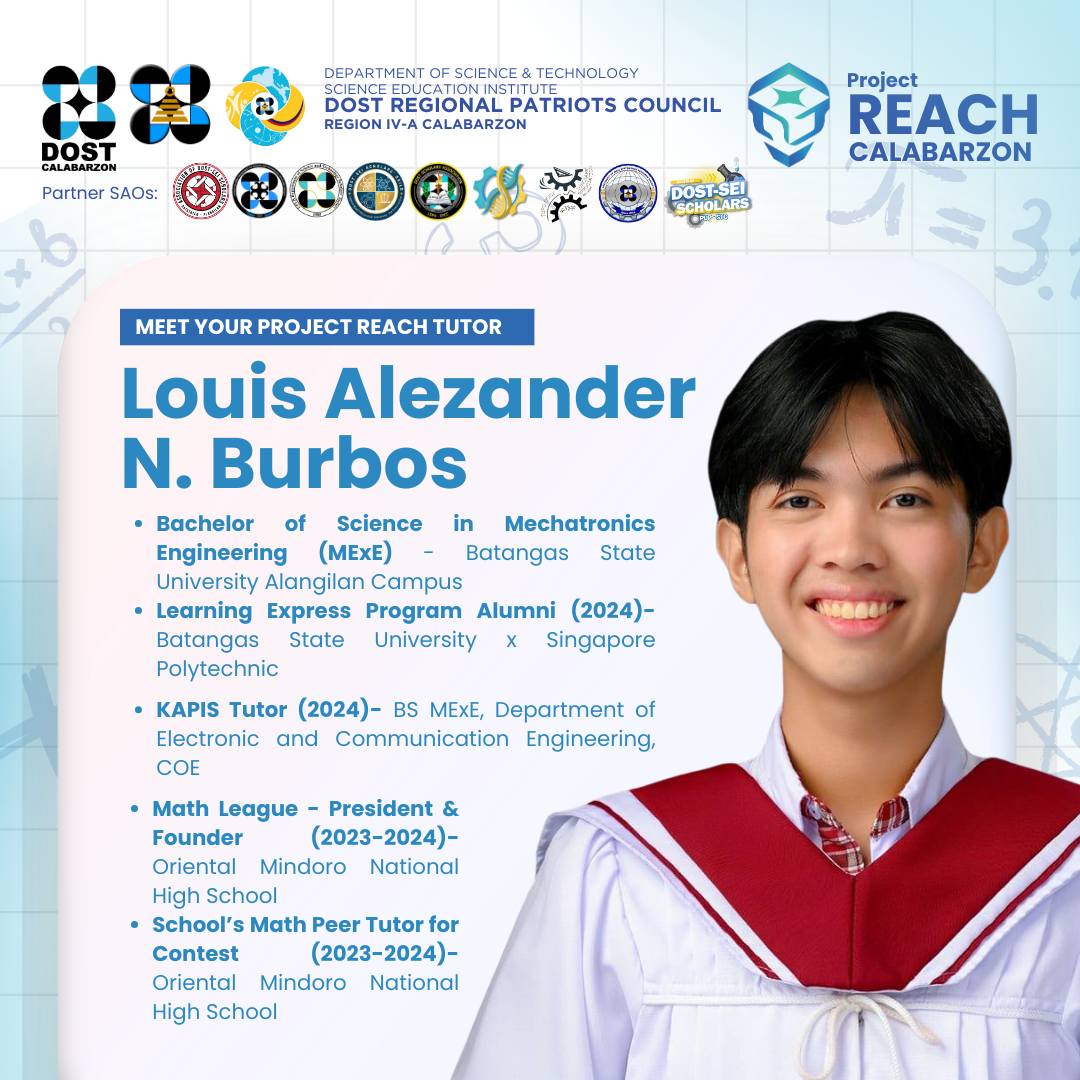 DEPARTMENT OF SCIENCE & TECHNOLOGY
SCIENCE EDUCATION INSTITUTE
DOST REGIONAL PATRIOTS COUNCIL
REGION IV-A CALABARZON
DOST
CALABARZON
Project
REACH
CALABARZON
Partner SAOs:
DOST-SEI
SCHOLARS
MEET YOUR PROJECT REACH TUTOR
Louis Alezander
N. Burbos
• Bachelor of Science in Mechatronics
Engineering (MExE) - Batangas State
University Alangilan Campus
• Learning Express Program Alumni (2024)-
Batangas State University x Singapore
Polytechnic
• KAPIS Tutor (2024)- BS MExE, Department of
Electronic and Communication Engineering,
COE
• Math League - President &
Founder (2023-2024)-
Oriental Mindoro National
High School
• School's Math Peer Tutor for
Contest (2023-2024)-
Oriental Mindoro National
High School